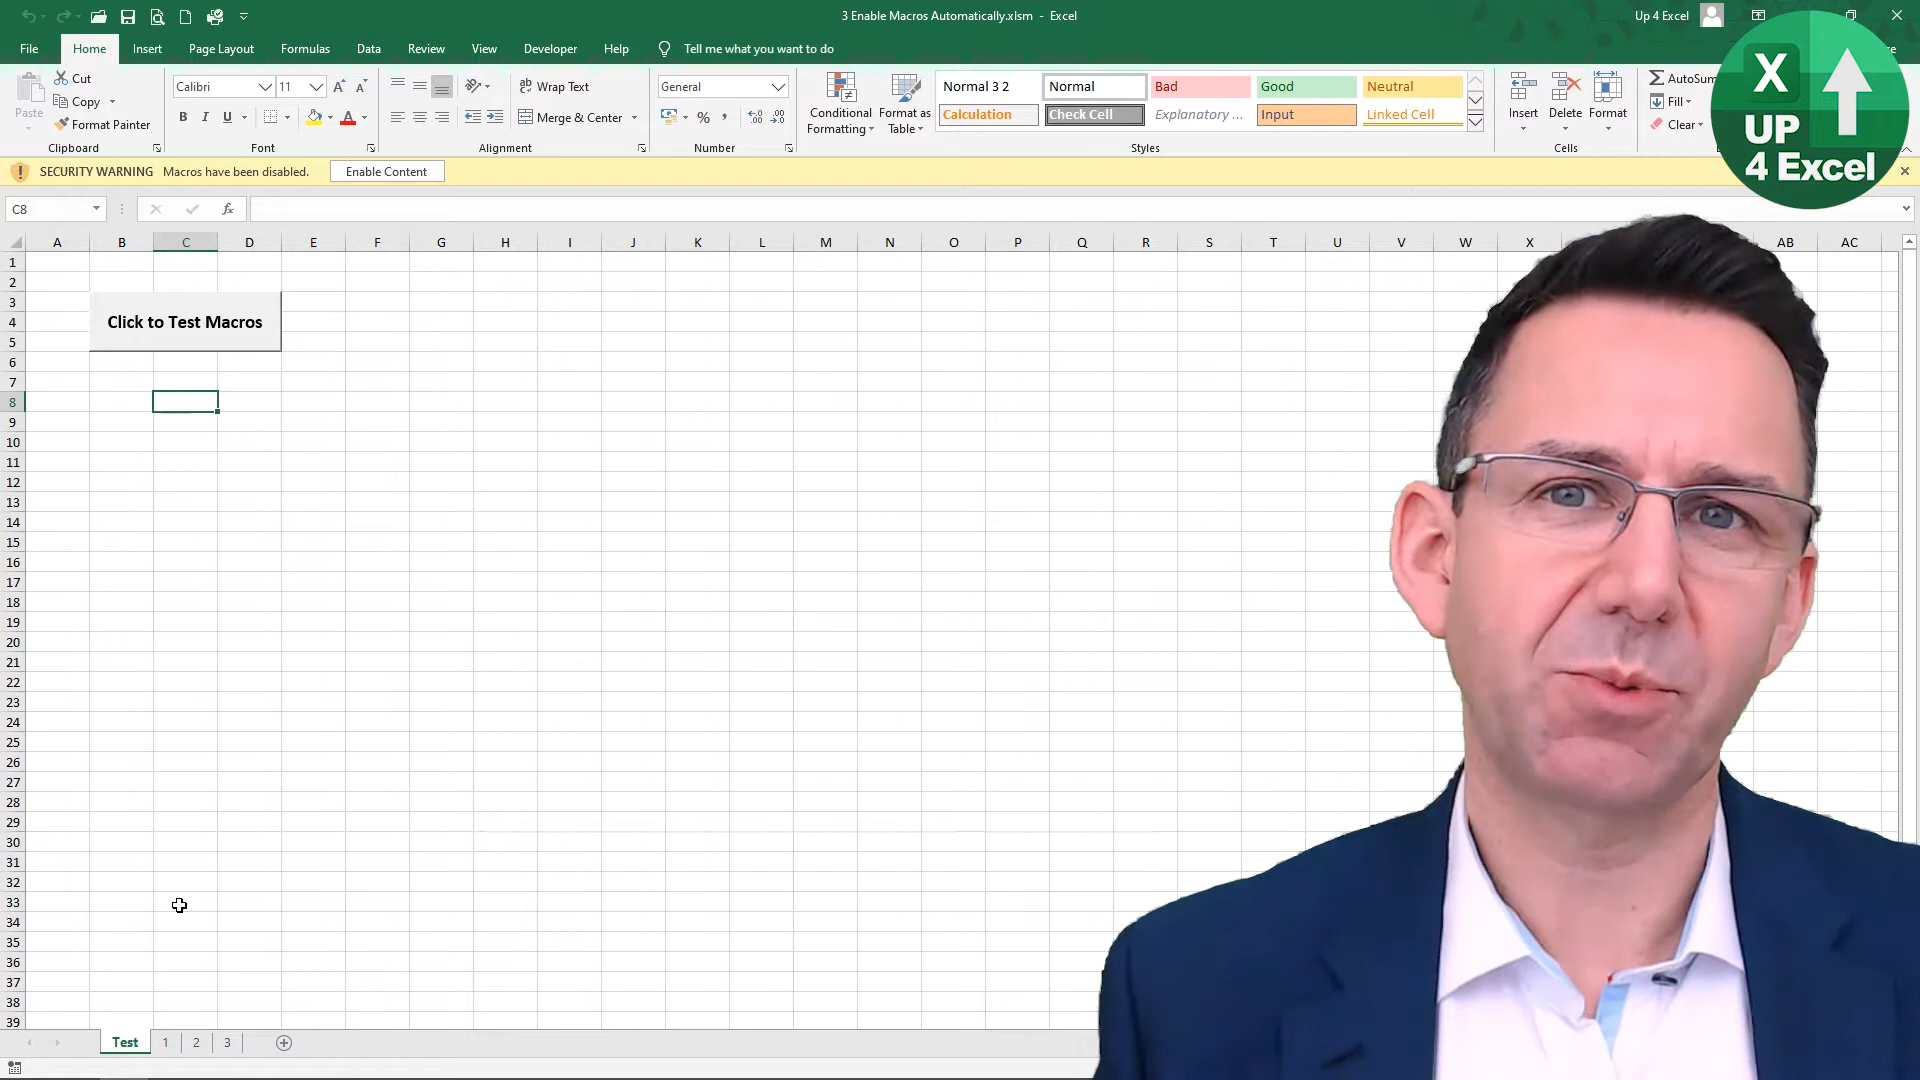 3 Enable Macros Automatically.xlsm - Excel
Up 4 Excel
File Home Insert Page Layout Formulas Data Review View Developer Help Tell me what you want to do
Paste
Cut
Copy
Format Painter
Clipboard
Calibri 11
B I U
Font
Wrap Text
Merge & Center
Alignment
General
Number
Conditional Formatting
Format as Table
Normal 3 2 Normal Bad Good Neutral
Calculation Check Cell Explanatory ... Input Linked Cell
Styles
Insert Delete Format
Cells
AutoSum
Fill
Clear
X
UP
4 Excel
SECURITY WARNING Macros have been disabled. Enable Content
C8 fx
A B C D E F G H I J K L M N O P Q R S T U V W X AB AC
1
2
3
4
5
6
7
8
9
10
11
12
13
14
15
16
17
18
19
20
21
22
23
24
25
26
27
28
29
30
31
32
33
34
35
36
37
38
39
Click to Test Macros
Test 1 2 3